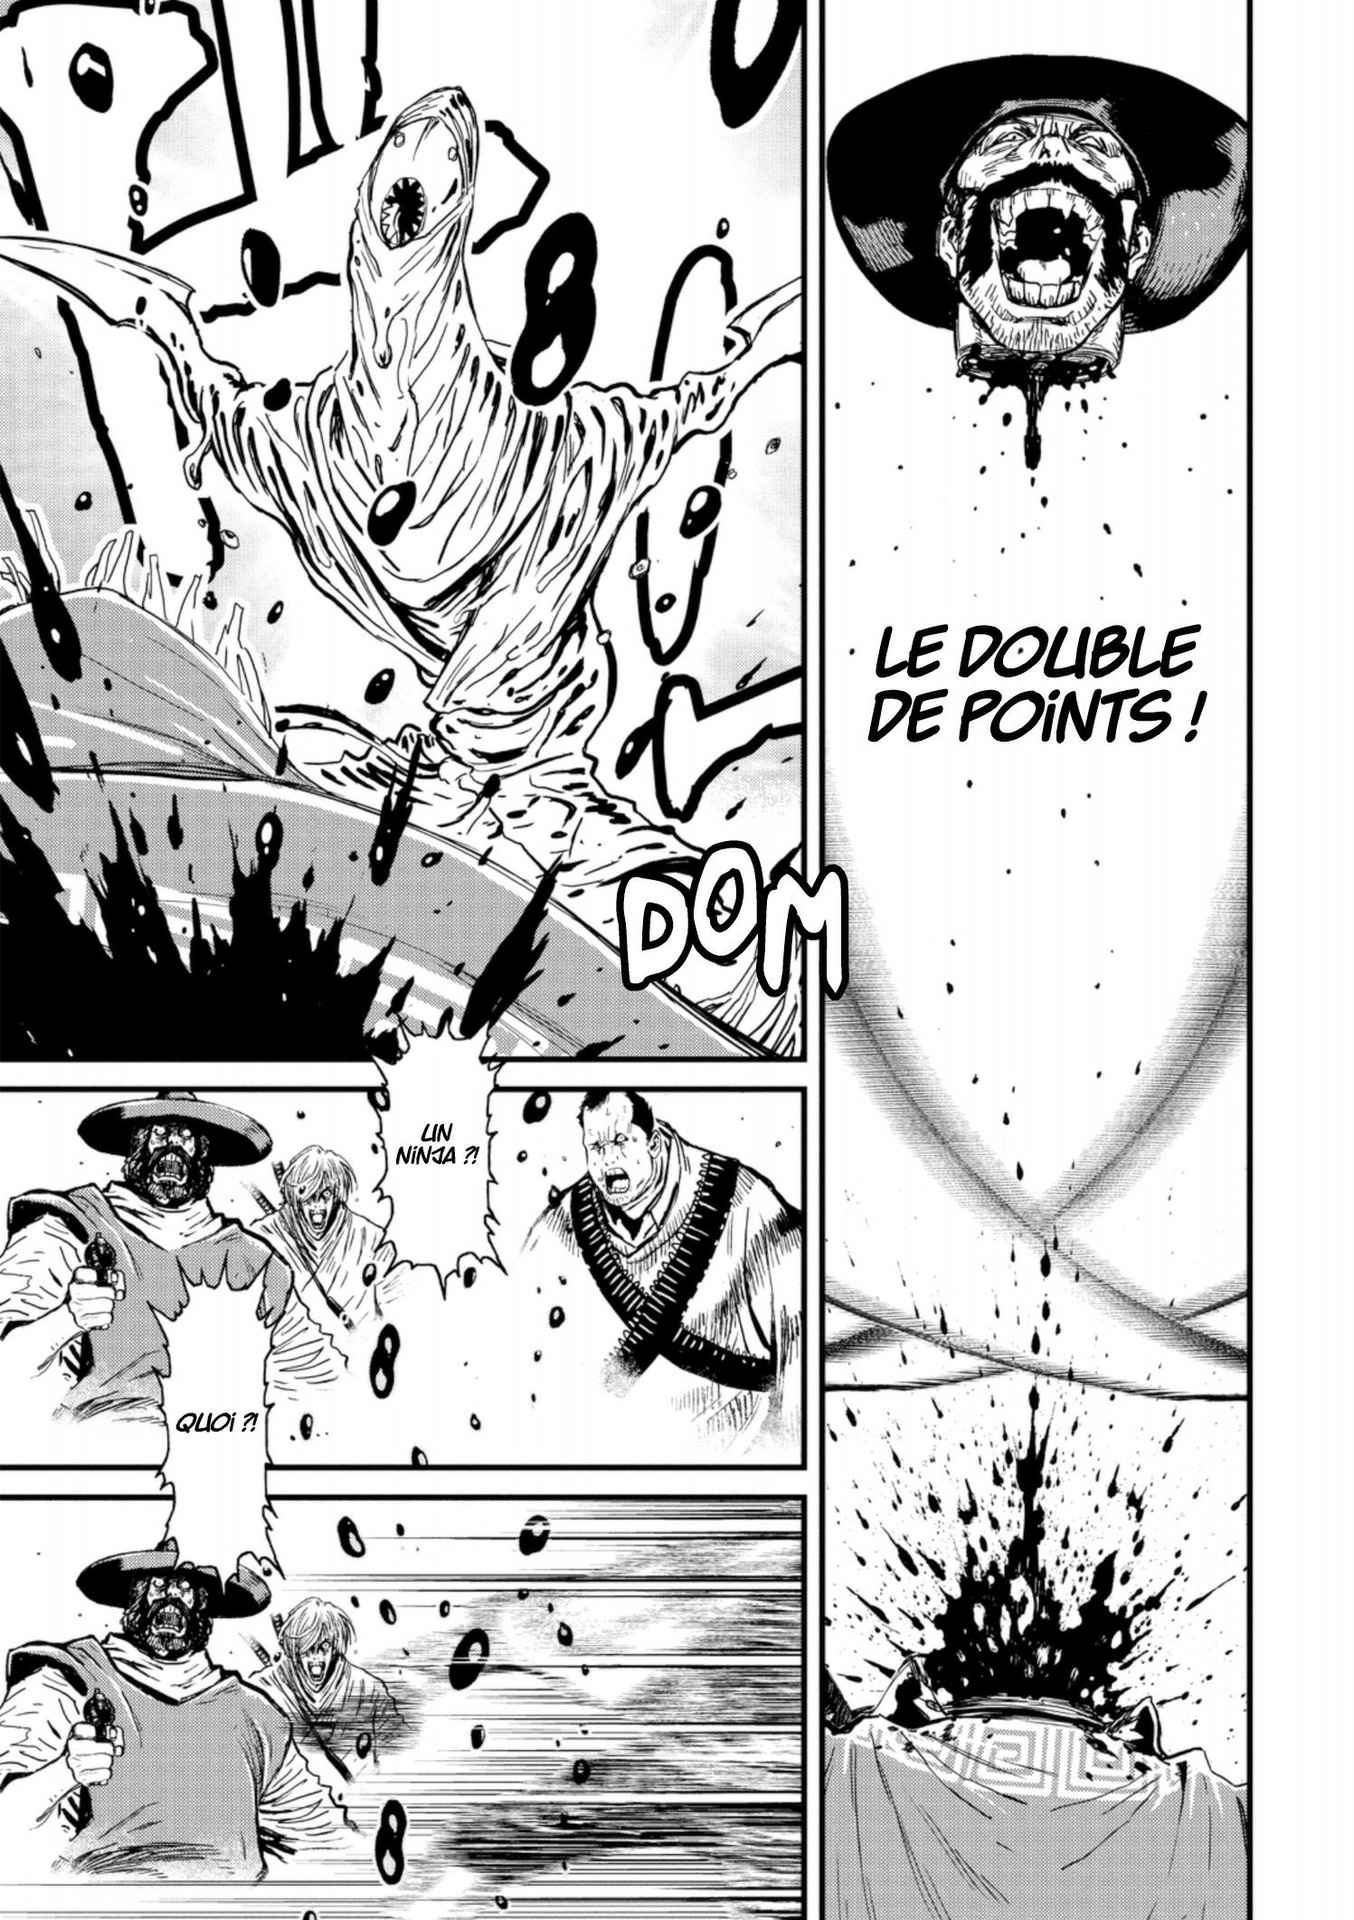 LE DOUBLE
DE POiNTS !
DOM
UN
NiNJA ?!
QUOi ?!